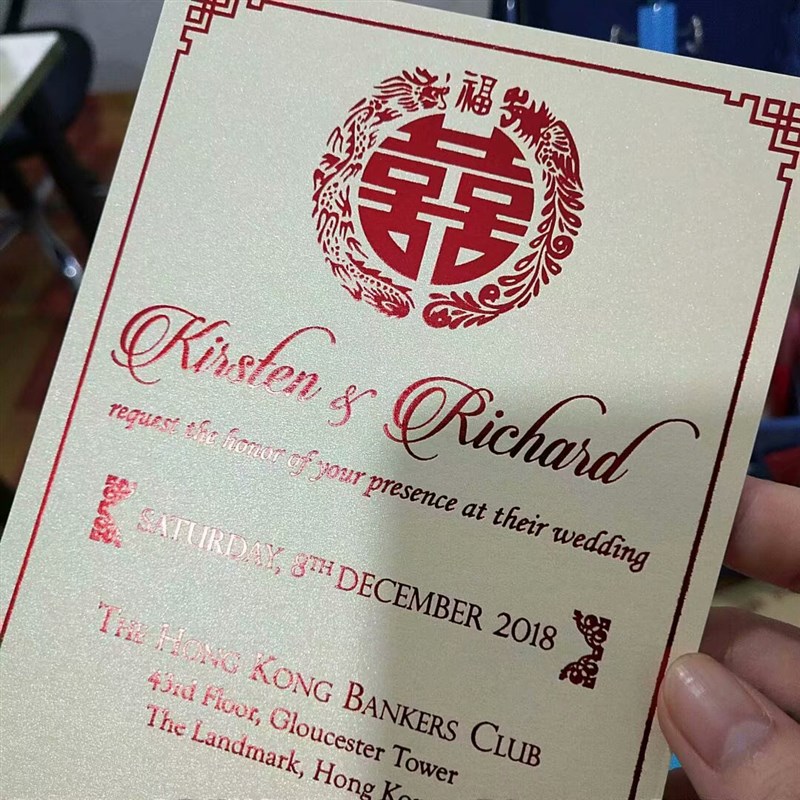 福
囍
Kirsten & Richard
request the honor of your presence at their wedding
SATURDAY, 8TH DECEMBER 2018
THE HONG KONG BANKERS CLUB
43rd Floor, Gloucester Tower
The Landmark, Hong